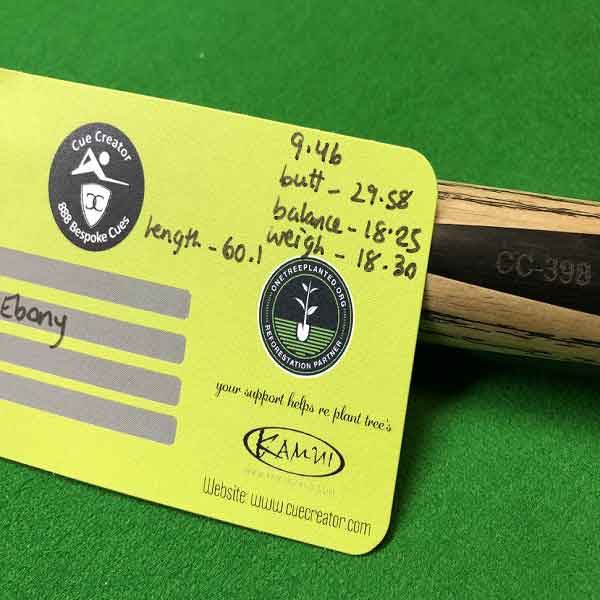 Cue Creator
888 Bespoke Cues
9.46
butt - 29.58
balance - 18.25
length - 60.1
weigh - 18.30
CC-398
ONETREEPLANTED.ORG
REFORESTATION PARTNER
Ebony
your support helps re plant tree's
KAMUI
Website: www.cuecreator.com